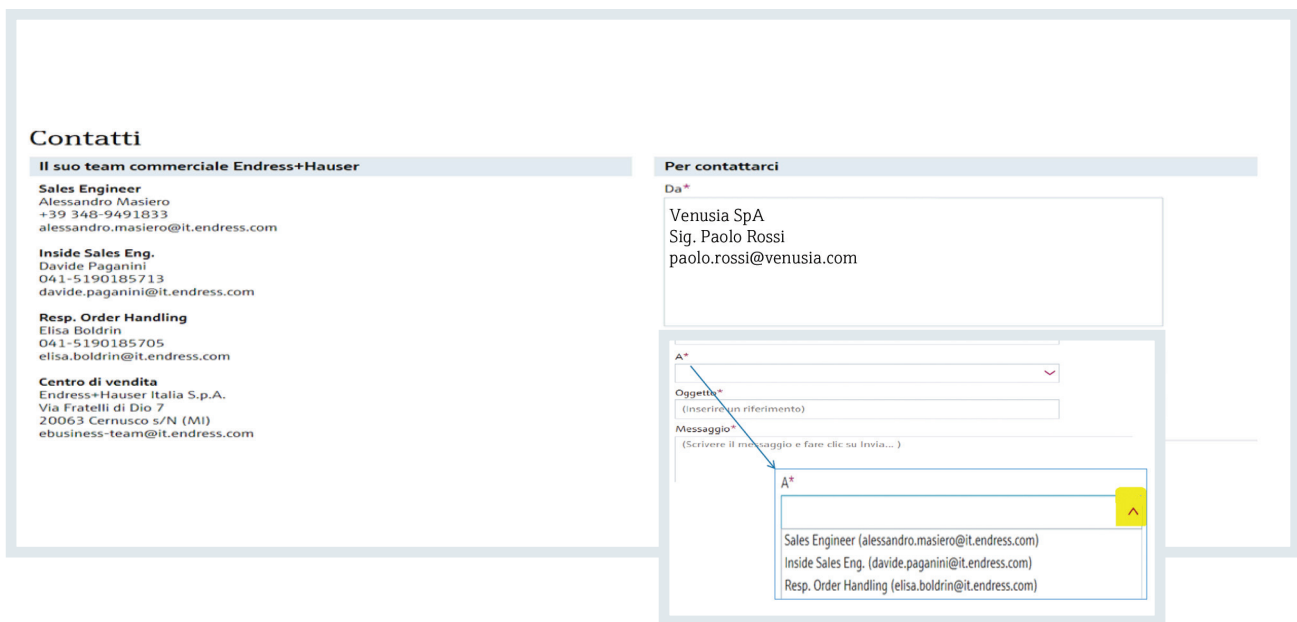 Contatti
Il suo team commerciale Endress+Hauser
Sales Engineer
Alessandro Masiero
+39 348-9491833
alessandro.masiero@it.endress.com
Inside Sales Eng.
Davide Paganini
041-5190185713
davide.paganini@it.endress.com
Resp. Order Handling
Elisa Boldrin
041-5190185705
elisa.boldrin@it.endress.com
Centro di vendita
Endress+Hauser Italia S.p.A.
Via Fratelli di Dio 7
20063 Cernusco s/N (MI)
ebusiness-team@it.endress.com
Per contattarci
Da*
Venusia SpA
Sig. Paolo Rossi
paolo.rossi@venusia.com
A*
Oggetto*
(Inserire un riferimento)
Messaggio*
(Scrivere il messaggio e fare clic su Invia... )
A*
Sales Engineer (alessandro.masiero@it.endress.com)
Inside Sales Eng. (davide.paganini@it.endress.com)
Resp. Order Handling (elisa.boldrin@it.endress.com)